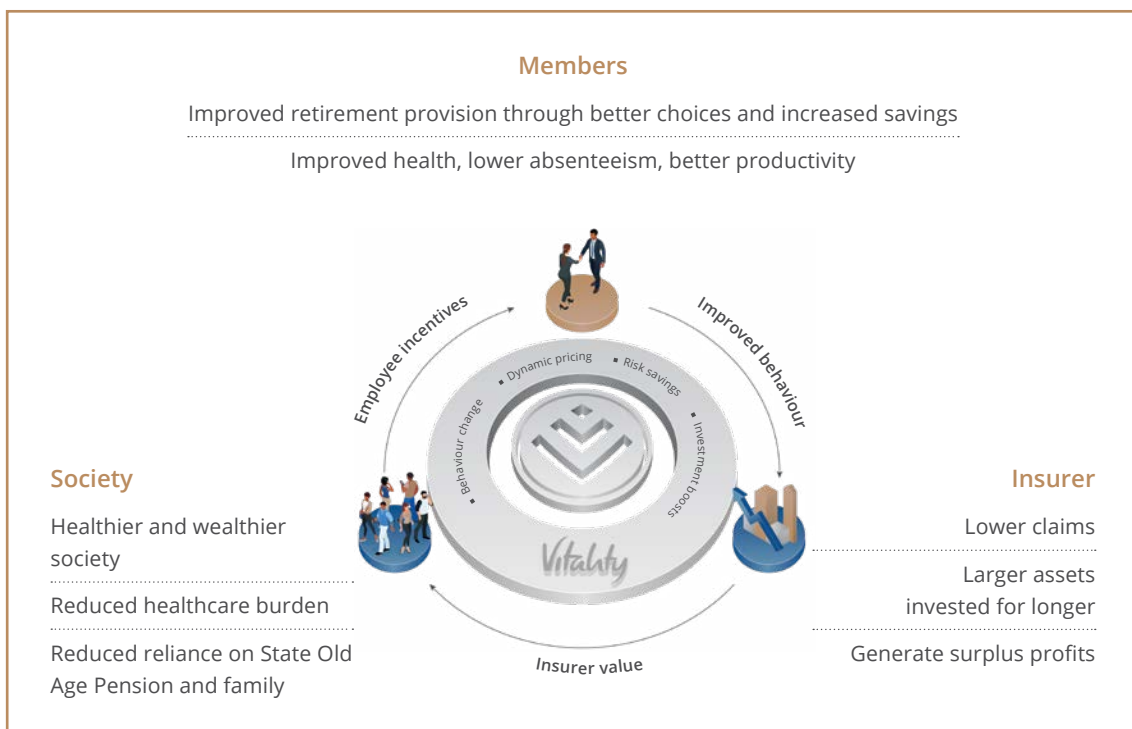 Members
Improved retirement provision through better choices and increased savings
Improved health, lower absenteeism, better productivity
Employee incentives
Improved behaviour
▪ Behaviour change
▪ Dynamic pricing
▪ Risk savings
▪ Investment boosts
Vitality
Insurer value
Society
Healthier and wealthier
society
Reduced healthcare burden
Reduced reliance on State Old
Age Pension and family
Insurer
Lower claims
Larger assets
invested for longer
Generate surplus profits